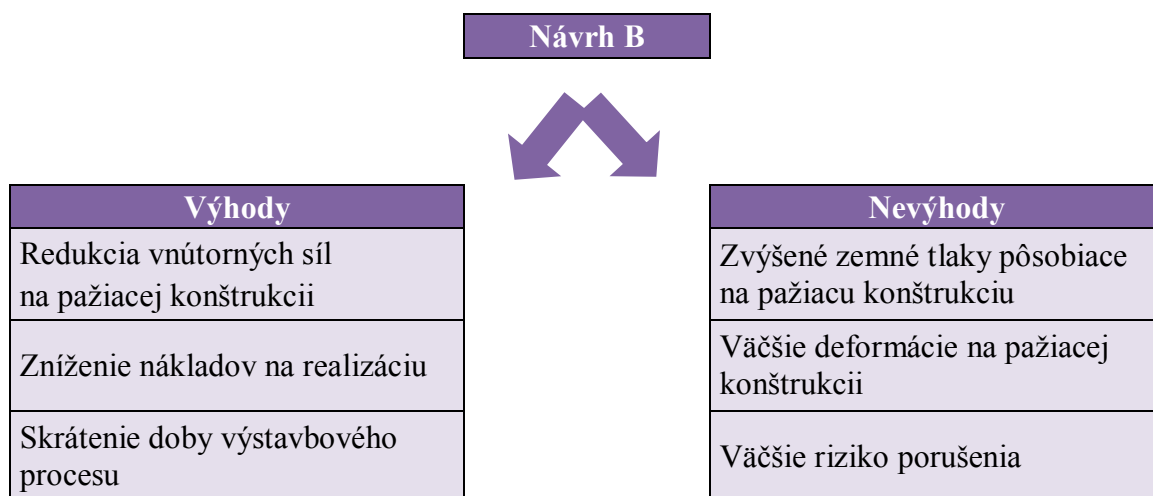 Návrh B
Výhody
Redukcia vnútorných síl
na pažiacej konštrukcii
Zníženie nákladov na realizáciu
Skrátenie doby výstavbového
procesu
Nevýhody
Zvýšené zemné tlaky pôsobiace
na pažiacu konštrukciu
Väčšie deformácie na pažiacej
konštrukcii
Väčšie riziko porušenia